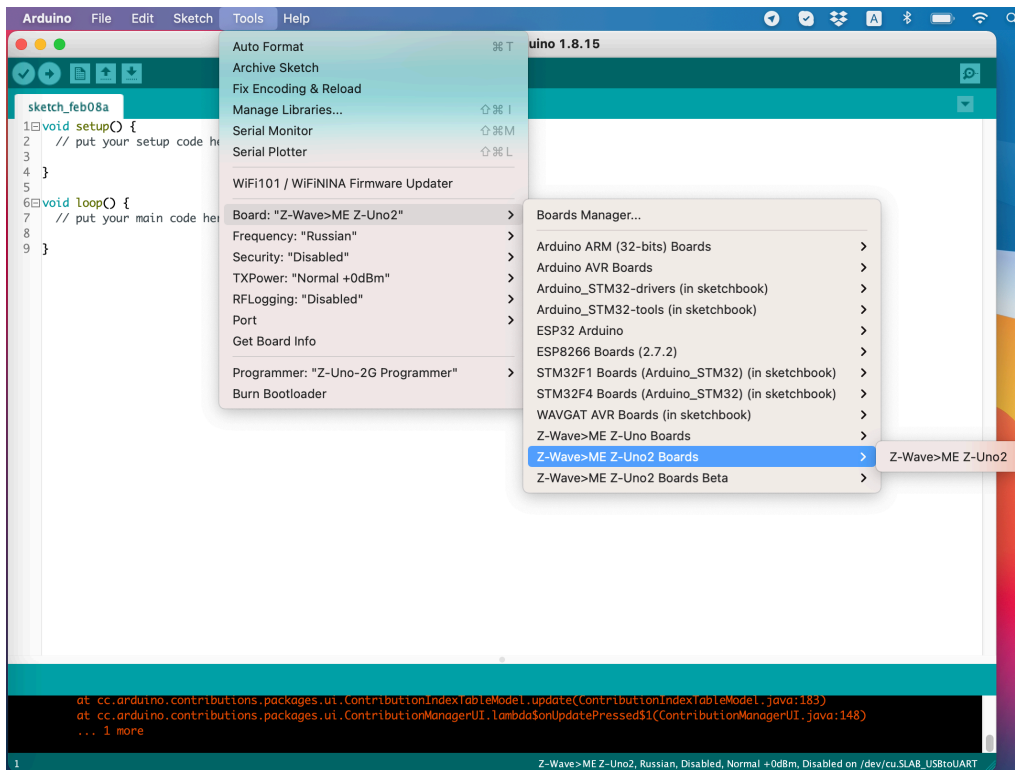 Arduino File Edit Sketch Tools Help
A
uino 1.8.15
sketch_feb08a
1 void setup() {
2 // put your setup code he
3
4 }
5
6 void loop() {
7 // put your main code her
8
9 }
Auto Format ⌘ T
Archive Sketch
Fix Encoding & Reload
Manage Libraries... ⇧⌘ I
Serial Monitor ⇧⌘ M
Serial Plotter ⇧⌘ L
WiFi101 / WiFiNINA Firmware Updater
Board: "Z-Wave>ME Z-Uno2" >
Frequency: "Russian" >
Security: "Disabled" >
TXPower: "Normal +0dBm" >
RFLogging: "Disabled" >
Port >
Get Board Info
Programmer: "Z-Uno-2G Programmer" >
Burn Bootloader
Boards Manager...
Arduino ARM (32-bits) Boards >
Arduino AVR Boards >
Arduino_STM32-drivers (in sketchbook) >
Arduino_STM32-tools (in sketchbook) >
ESP32 Arduino >
ESP8266 Boards (2.7.2) >
STM32F1 Boards (Arduino_STM32) (in sketchbook) >
STM32F4 Boards (Arduino_STM32) (in sketchbook) >
WAVGAT AVR Boards (in sketchbook) >
Z-Wave>ME Z-Uno Boards >
Z-Wave>ME Z-Uno2 Boards >
Z-Wave>ME Z-Uno2 Boards Beta >
Z-Wave>ME Z-Uno2
at cc.arduino.contributions.packages.ui.ContributionIndexTableModel.update(ContributionIndexTableModel.java:183)
at cc.arduino.contributions.packages.ui.ContributionManagerUI.lambda$onUpdatePressed$1(ContributionManagerUI.java:148)
... 1 more
1 Z-Wave>ME Z-Uno2, Russian, Disabled, Normal +0dBm, Disabled on /dev/cu.SLAB_USBtoUART